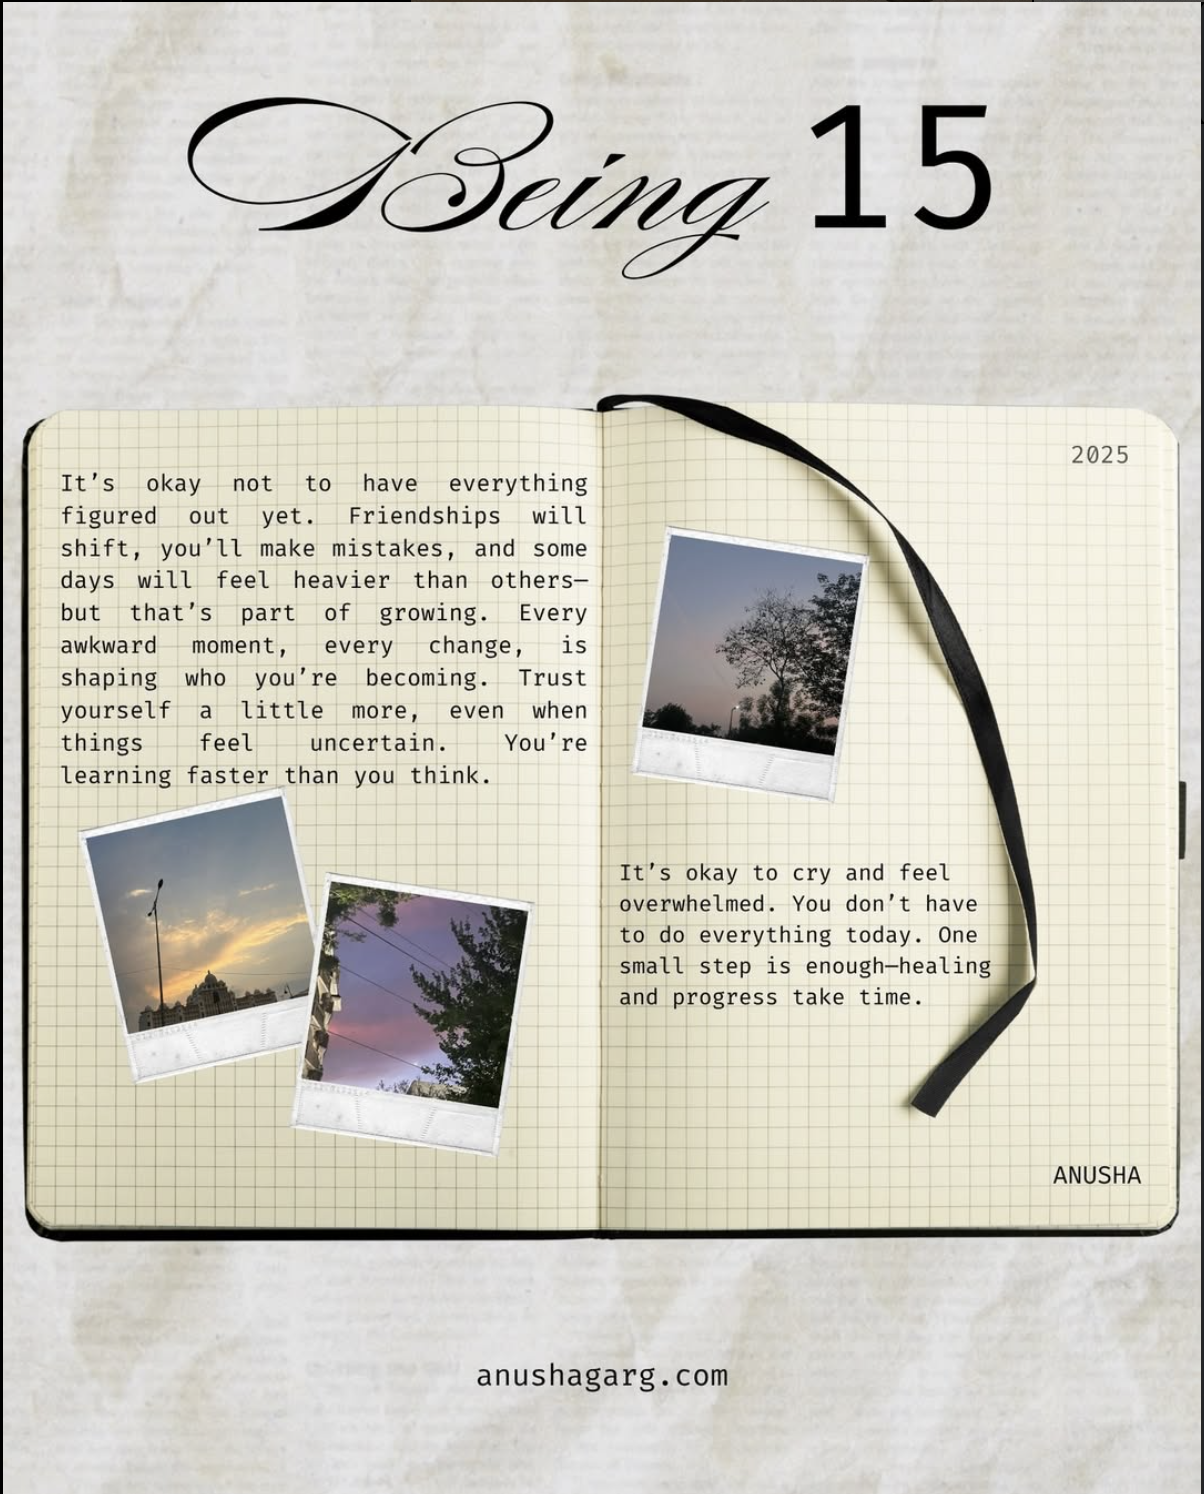 Being 15
It’s okay not to have everything
figured out yet. Friendships will
shift, you’ll make mistakes, and some
days will feel heavier than others—
but that’s part of growing. Every
awkward moment, every change, is
shaping who you’re becoming. Trust
yourself a little more, even when
things feel uncertain. You’re
learning faster than you think.
2025
It’s okay to cry and feel
overwhelmed. You don’t have
to do everything today. One
small step is enough—healing
and progress take time.
ANUSHA
anushagarg.com